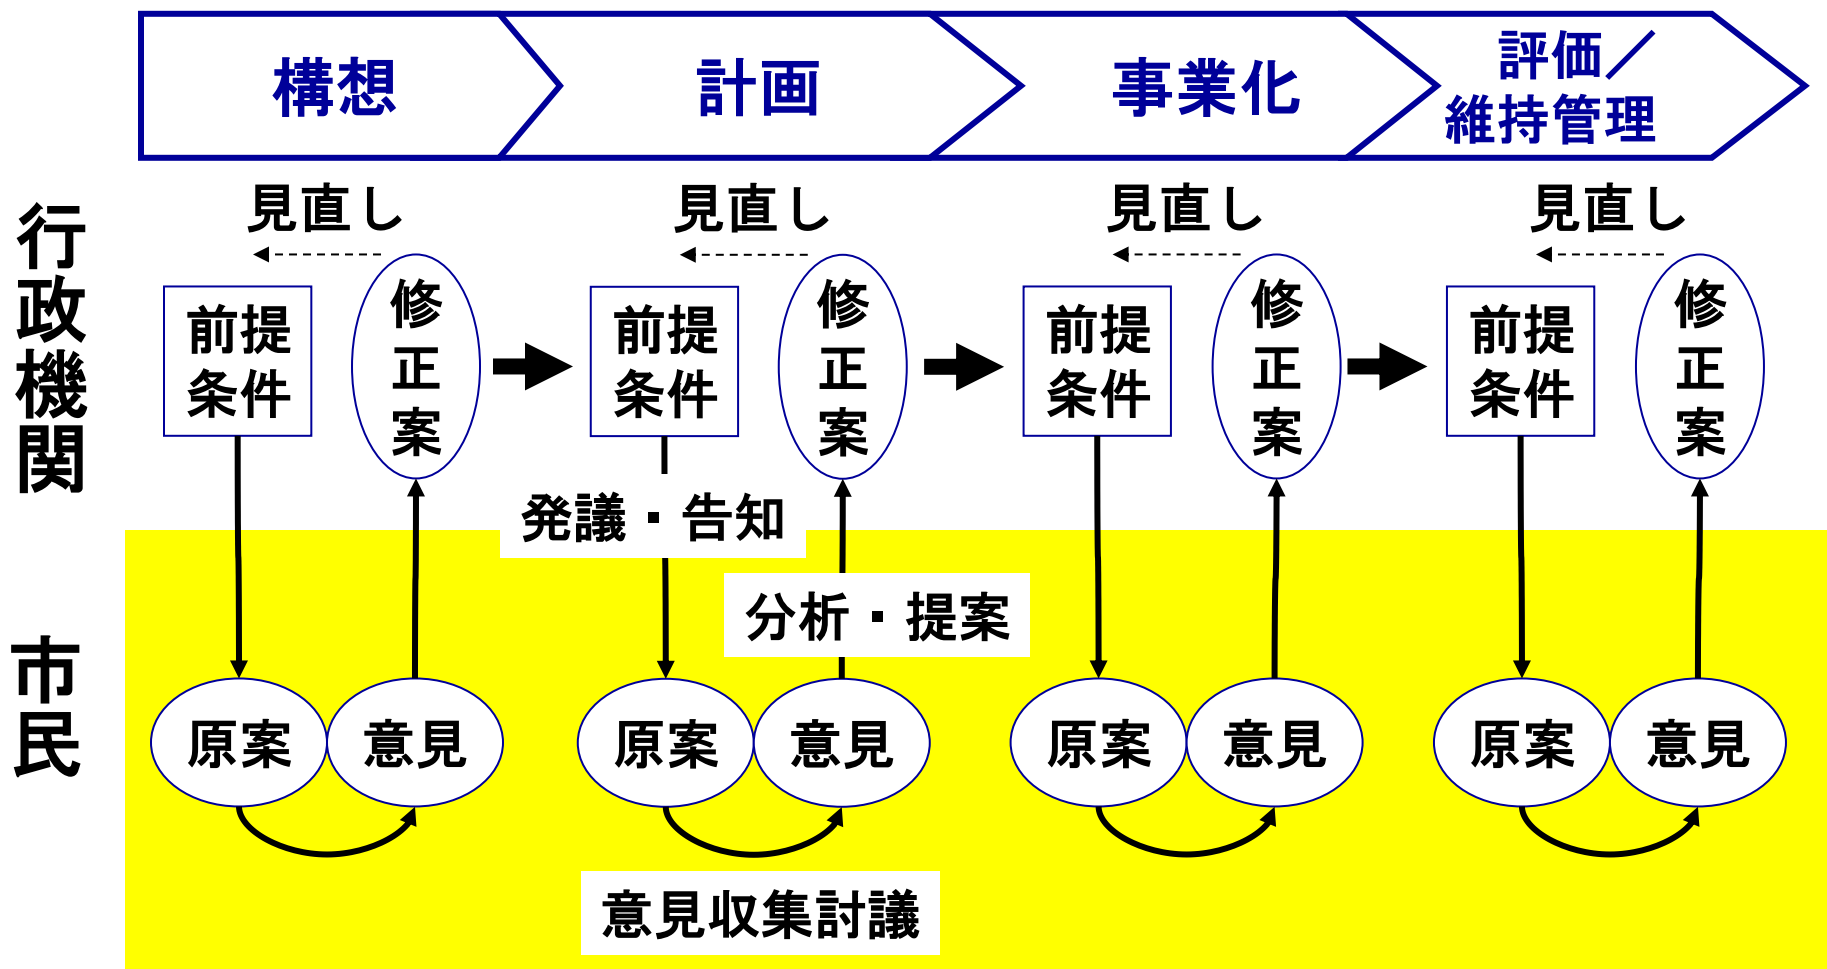 構想
計画
事業化
評価／
維持管理
行政機関
見直し
見直し
見直し
見直し
前提
条件
修
正
案
前提
条件
修
正
案
前提
条件
修
正
案
前提
条件
修
正
案
発議・告知
分析・提案
市民
原案
意見
原案
意見
原案
意見
原案
意見
意見収集討議